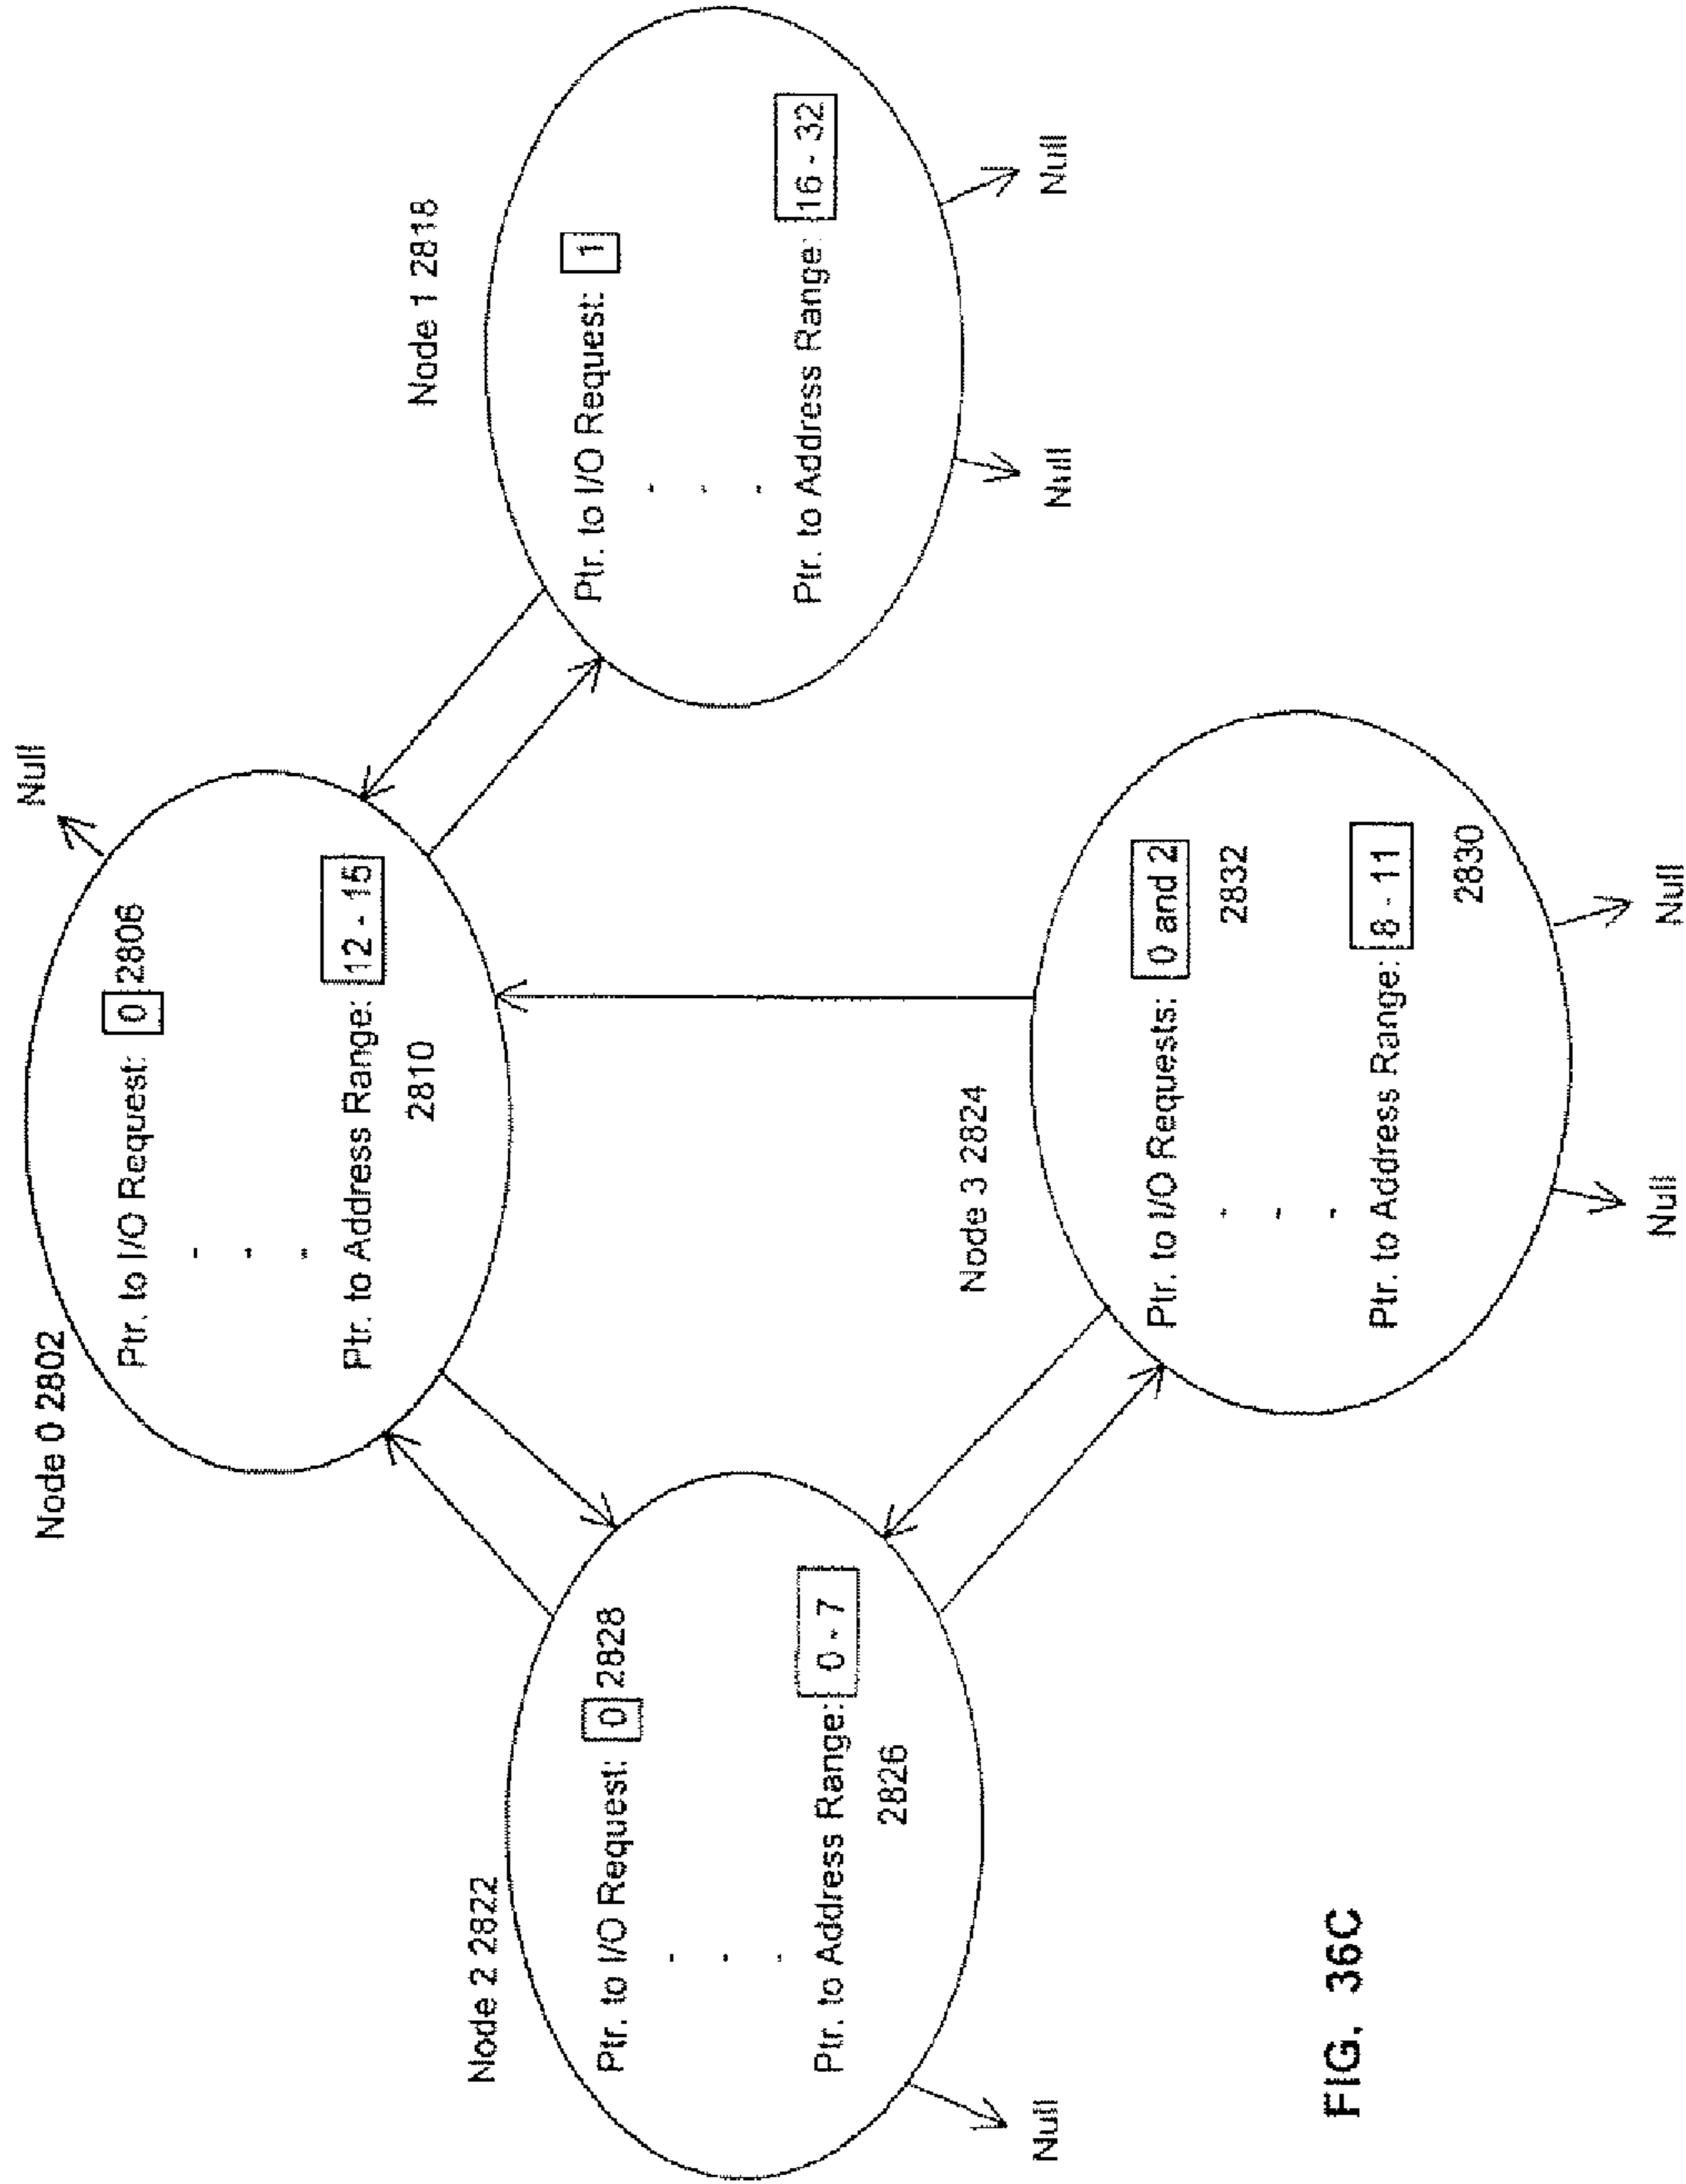 Node 0 2802
Null
Ptr. to I/O Request: 0 2806
.
.
.
Ptr. to Address Range: 12 - 15
2810
Node 2 2822
Ptr. to I/O Request: 0 2828
.
.
.
Ptr. to Address Range: 0 - 7
2826
Null
Node 1 2818
Ptr. to I/O Request: 1
.
.
.
Ptr. to Address Range: 16 - 32
Null
Null
Node 3 2824
Ptr. to I/O Requests: 0 and 2
2832
.
.
.
Ptr. to Address Range: 8 - 11
2830
Null
Null
FIG. 36C